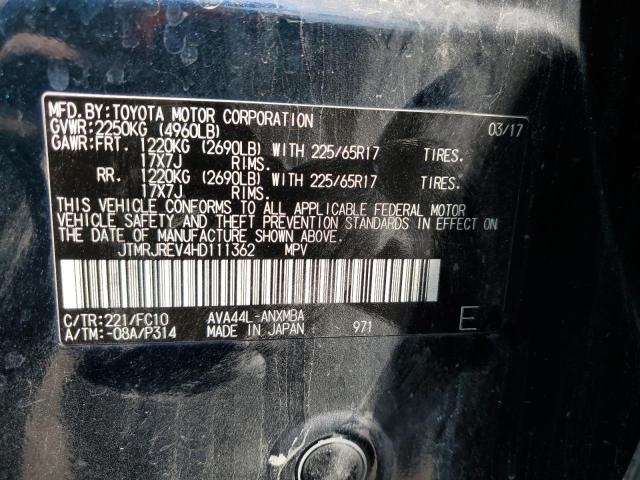 MFD.BY:TOYOTA MOTOR CORPORATION 03/17
GVWR:2250KG (4960LB)
GAWR:FRT. 1220KG (2690LB) WITH 225/65R17 TIRES.
17X7J RIMS.
RR. 1220KG (2690LB) WITH 225/65R17 TIRES.
17X7J RIMS.
THIS VEHICLE CONFORMS TO ALL APPLICABLE FEDERAL MOTOR
VEHICLE SAFETY AND THEFT PREVENTION STANDARDS IN EFFECT ON
THE DATE OF MANUFACTURE SHOWN ABOVE.
JTMRJREV4HD111362 MPV
C/TR:221/FC10 AVA44L-ANXMBA
A/TM:-08A/P314 MADE IN JAPAN 971 E